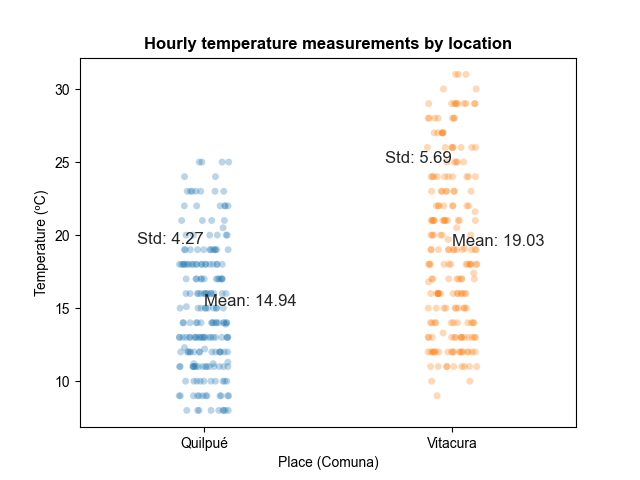 Hourly temperature measurements by location
Temperature (ºC)
30
25
20
15
10
Std: 5.69
Std: 4.27
Mean: 19.03
Mean: 14.94
Quilpué
Vitacura
Place (Comuna)